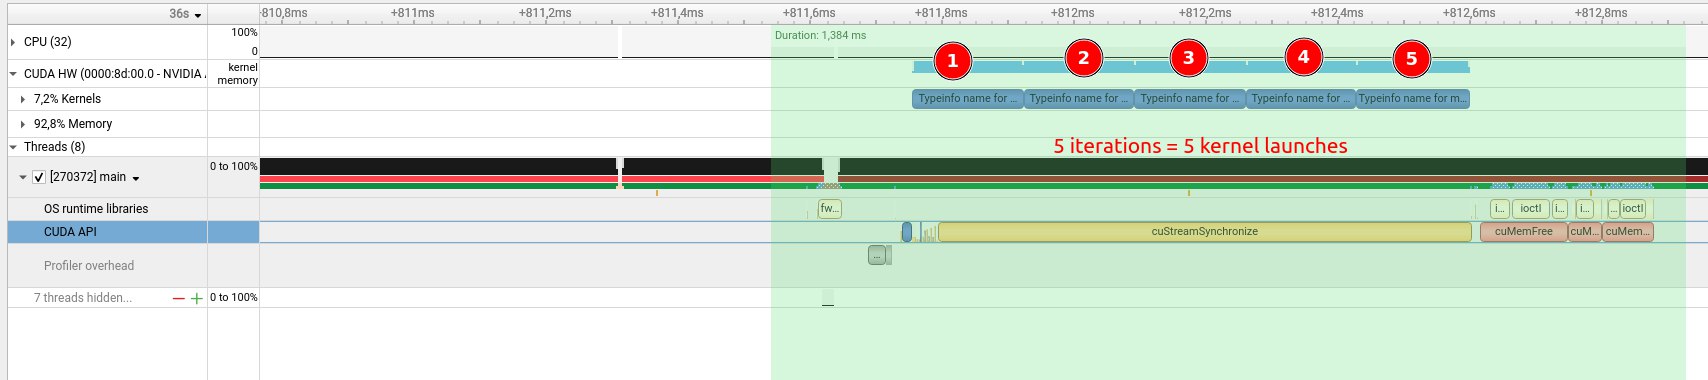 36s +810,8ms +811ms +811,2ms +811,4ms +811,6ms +811,8ms +812ms +812,2ms +812,4ms +812,6ms +812,8ms
CPU (32) 100% 0 Duration: 1,384 ms
1 2 3 4 5
CUDA HW (0000:8d:00.0 - NVIDIA kernel memory
7,2% Kernels Typeinfo name for ... Typeinfo name for ... Typeinfo name for ... Typeinfo name for ... Typeinfo name for m...
92,8% Memory
Threads (8) 5 iterations = 5 kernel launches
[270372] main 0 to 100%
OS runtime libraries fw... i... ioctl i... i... ... ioctl
CUDA API cuStreamSynchronize cuMemFree cuM... cuMem...
Profiler overhead ...
7 threads hidden... 0 to 100%